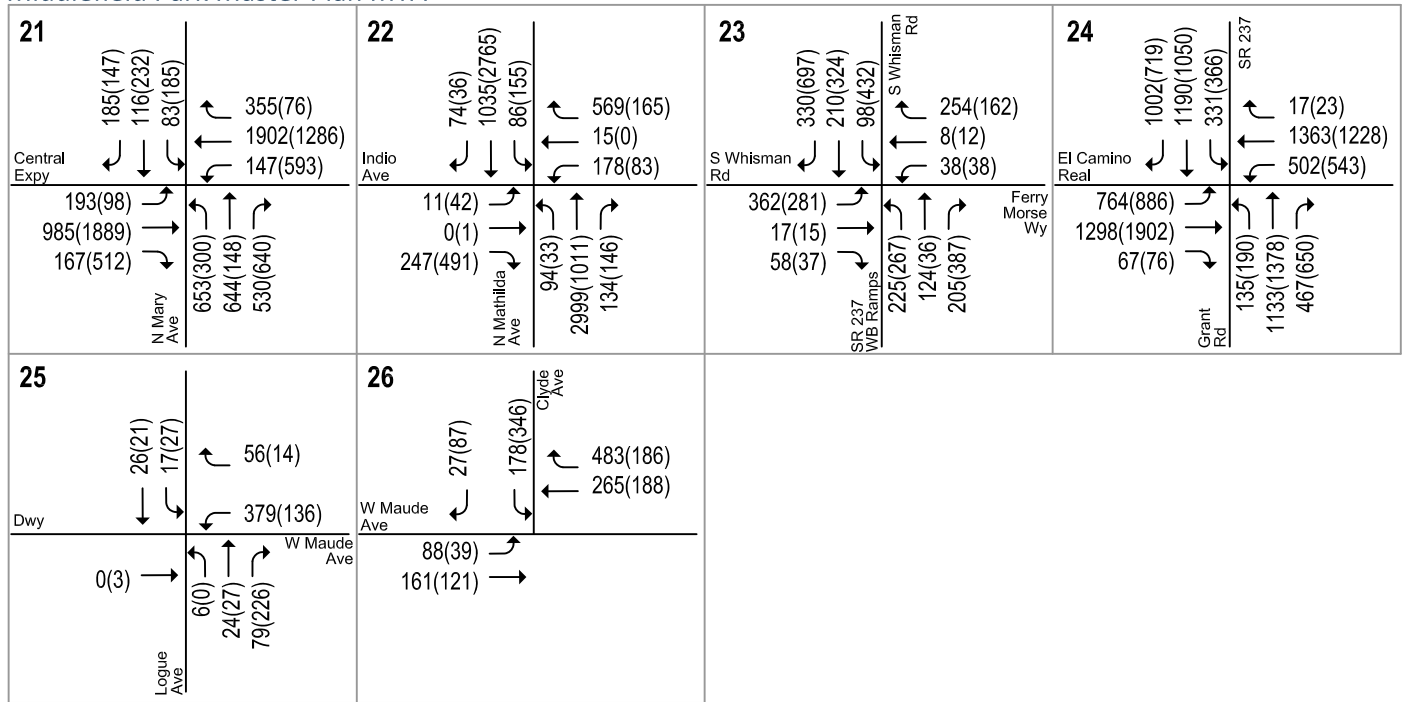 21
185(147)
116(232)
83(185)
355(76)
1902(1286)
147(593)
Central
Expy
193(98)
985(1889)
167(512)
N Mary
Ave
653(300)
644(148)
530(640)
22
74(36)
1035(2765)
86(155)
569(165)
15(0)
178(83)
Indio
Ave
11(42)
0(1)
247(491)
N Mathilda
Ave
94(33)
2999(1011)
134(146)
23
330(697)
210(324)
98(432)
S Whisman
Rd
254(162)
8(12)
38(38)
S Whisman
Rd
362(281)
17(15)
58(37)
Ferry
Morse
Wy
SR 237
WB Ramps
225(267)
124(36)
205(387)
24
1002(719)
1190(1050)
331(366)
SR 237
17(23)
1363(1228)
502(543)
El Camino
Real
764(886)
1298(1902)
67(76)
Grant
Rd
135(190)
1133(1378)
467(650)
25
26(21)
17(27)
56(14)
379(136)
Dwy
W Maude
Ave
0(3)
Logue
Ave
6(0)
24(27)
79(226)
26
27(87)
178(346)
Clyde
Ave
483(186)
265(188)
W Maude
Ave
88(39)
161(121)